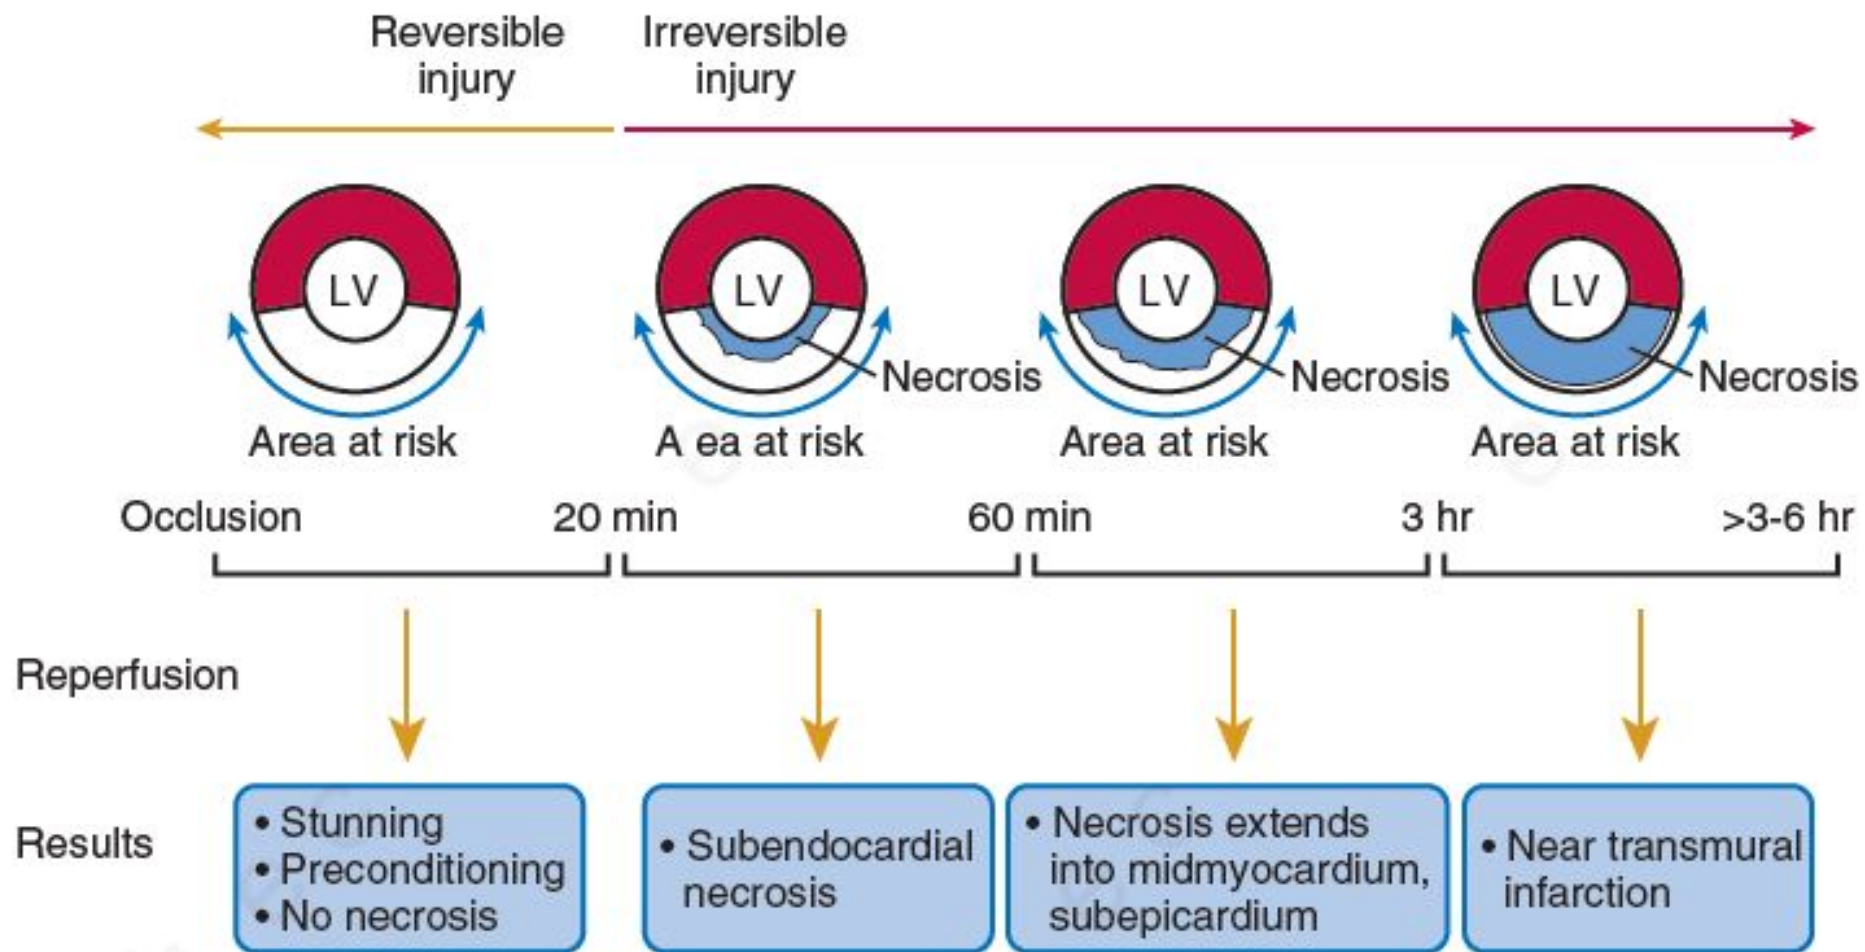 Reversible
injury
Irreversible
injury
LV
LV
LV
LV
Necrosis
Necrosis
Necrosis
Area at risk
A ea at risk
Area at risk
Area at risk
Occlusion
20 min
60 min
3 hr
>3-6 hr
Reperfusion
Results
• Stunning
• Preconditioning
• No necrosis
• Subendocardial
necrosis
• Necrosis extends
into midmyocardium,
subepicardium
• Near transmural
infarction